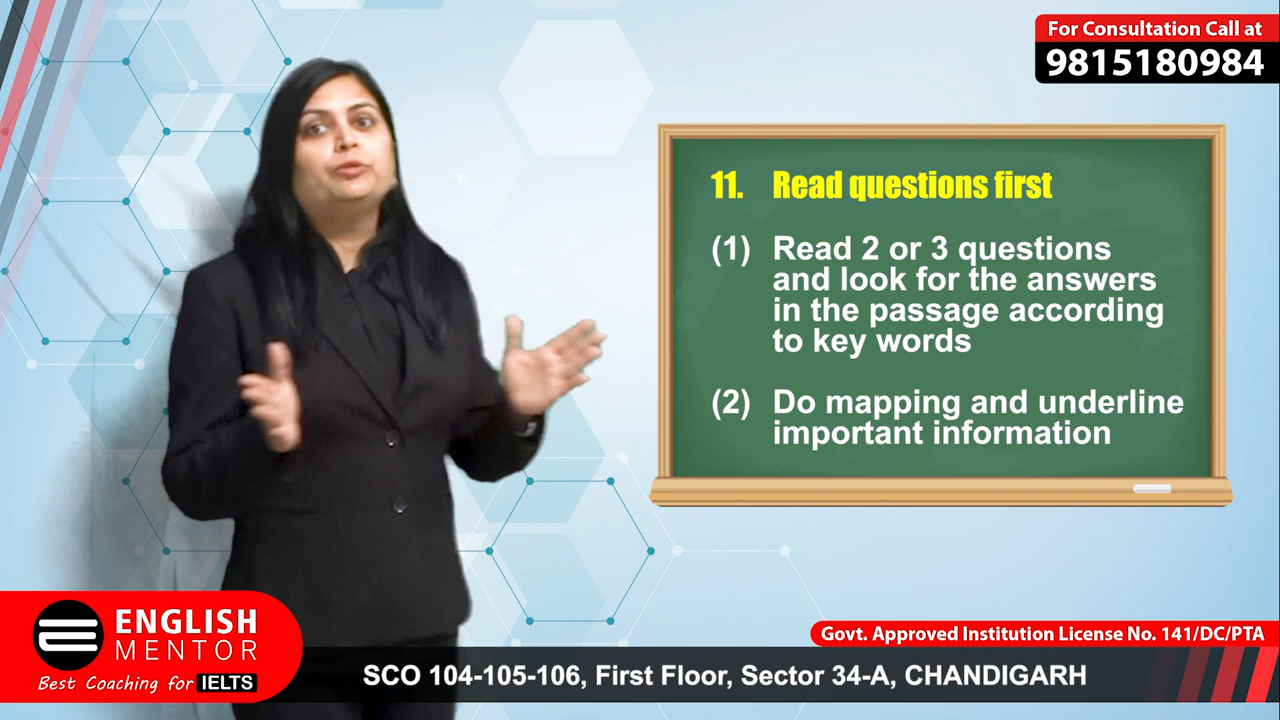 For Consultation Call at
9815180984
11. Read questions first
(1) Read 2 or 3 questions
and look for the answers
in the passage according
to key words
(2) Do mapping and underline
important information
Govt. Approved Institution License No. 141/DC/PTA
ENGLISH
MENTOR
Best Coaching for IELTS
SCO 104-105-106, First Floor, Sector 34-A, CHANDIGARH